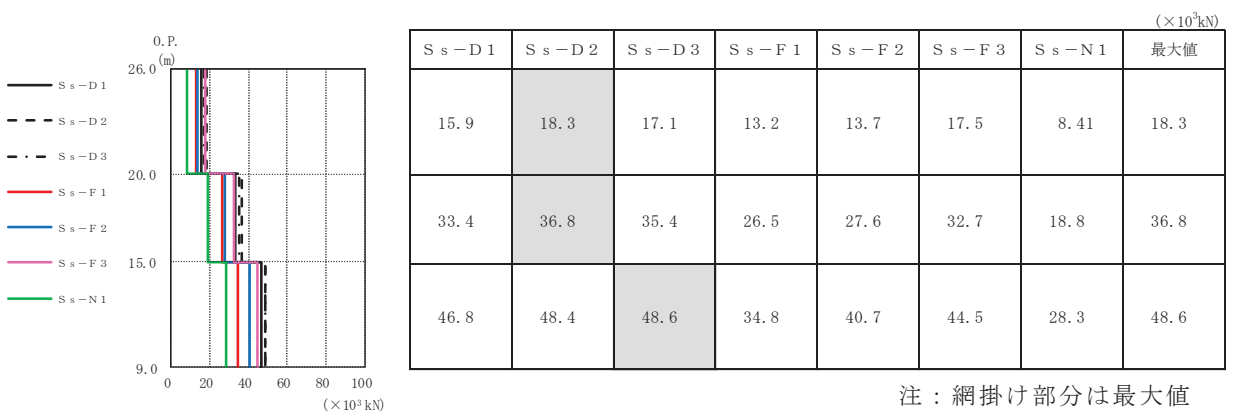 O.P.
(m)
26.0
20.0
15.0
9.0
0 20 40 60 80 100
(×10³kN)
Ss－D1
Ss－D2
Ss－D3
Ss－F1
Ss－F2
Ss－F3
Ss－N1
(×10³kN)
Ss－D1 Ss－D2 Ss－D3 Ss－F1 Ss－F2 Ss－F3 Ss－N1 最大値
15.9 18.3 17.1 13.2 13.7 17.5 8.41 18.3
33.4 36.8 35.4 26.5 27.6 32.7 18.8 36.8
46.8 48.4 48.6 34.8 40.7 44.5 28.3 48.6
注：網掛け部分は最大値